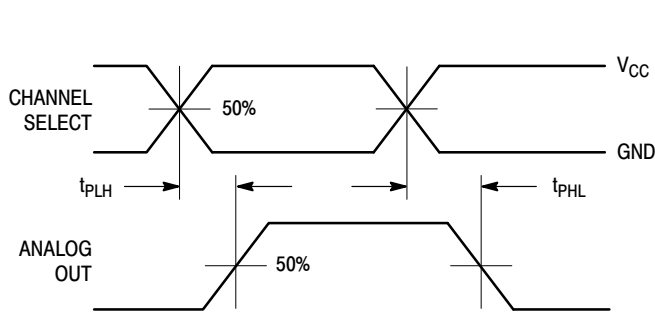 V_CC
CHANNEL
SELECT
50%
GND
t_PLH
t_PHL
ANALOG
OUT
50%